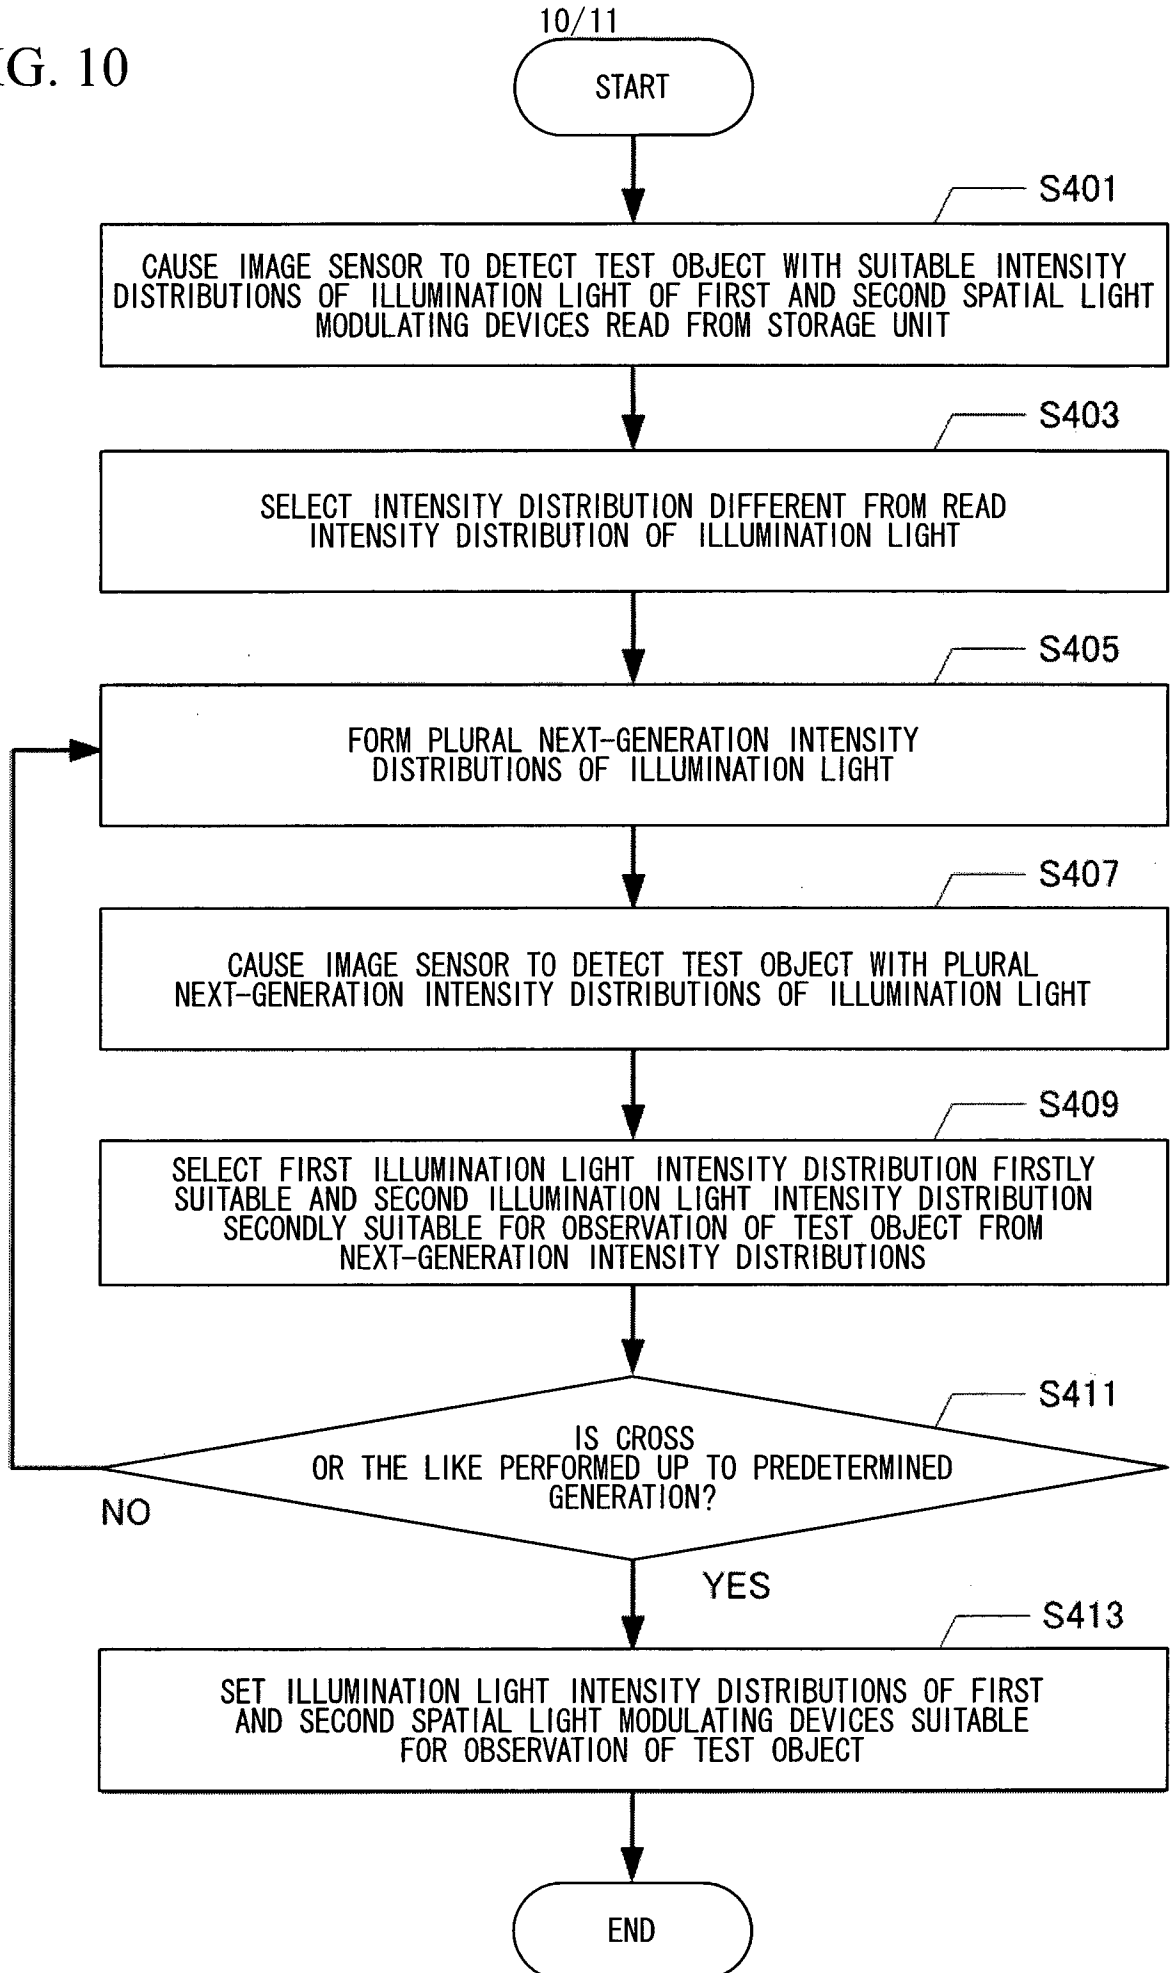 10/11
G. 10
START
S401
CAUSE IMAGE SENSOR TO DETECT TEST OBJECT WITH SUITABLE INTENSITY
DISTRIBUTIONS OF ILLUMINATION LIGHT OF FIRST AND SECOND SPATIAL LIGHT
MODULATING DEVICES READ FROM STORAGE UNIT
S403
SELECT INTENSITY DISTRIBUTION DIFFERENT FROM READ
INTENSITY DISTRIBUTION OF ILLUMINATION LIGHT
S405
FORM PLURAL NEXT-GENERATION INTENSITY
DISTRIBUTIONS OF ILLUMINATION LIGHT
S407
CAUSE IMAGE SENSOR TO DETECT TEST OBJECT WITH PLURAL
NEXT-GENERATION INTENSITY DISTRIBUTIONS OF ILLUMINATION LIGHT
S409
SELECT FIRST ILLUMINATION LIGHT INTENSITY DISTRIBUTION FIRSTLY
SUITABLE AND SECOND ILLUMINATION LIGHT INTENSITY DISTRIBUTION
SECONDLY SUITABLE FOR OBSERVATION OF TEST OBJECT FROM
NEXT-GENERATION INTENSITY DISTRIBUTIONS
S411
IS CROSS
OR THE LIKE PERFORMED UP TO PREDETERMINED
GENERATION?
NO
YES
S413
SET ILLUMINATION LIGHT INTENSITY DISTRIBUTIONS OF FIRST
AND SECOND SPATIAL LIGHT MODULATING DEVICES SUITABLE
FOR OBSERVATION OF TEST OBJECT
END